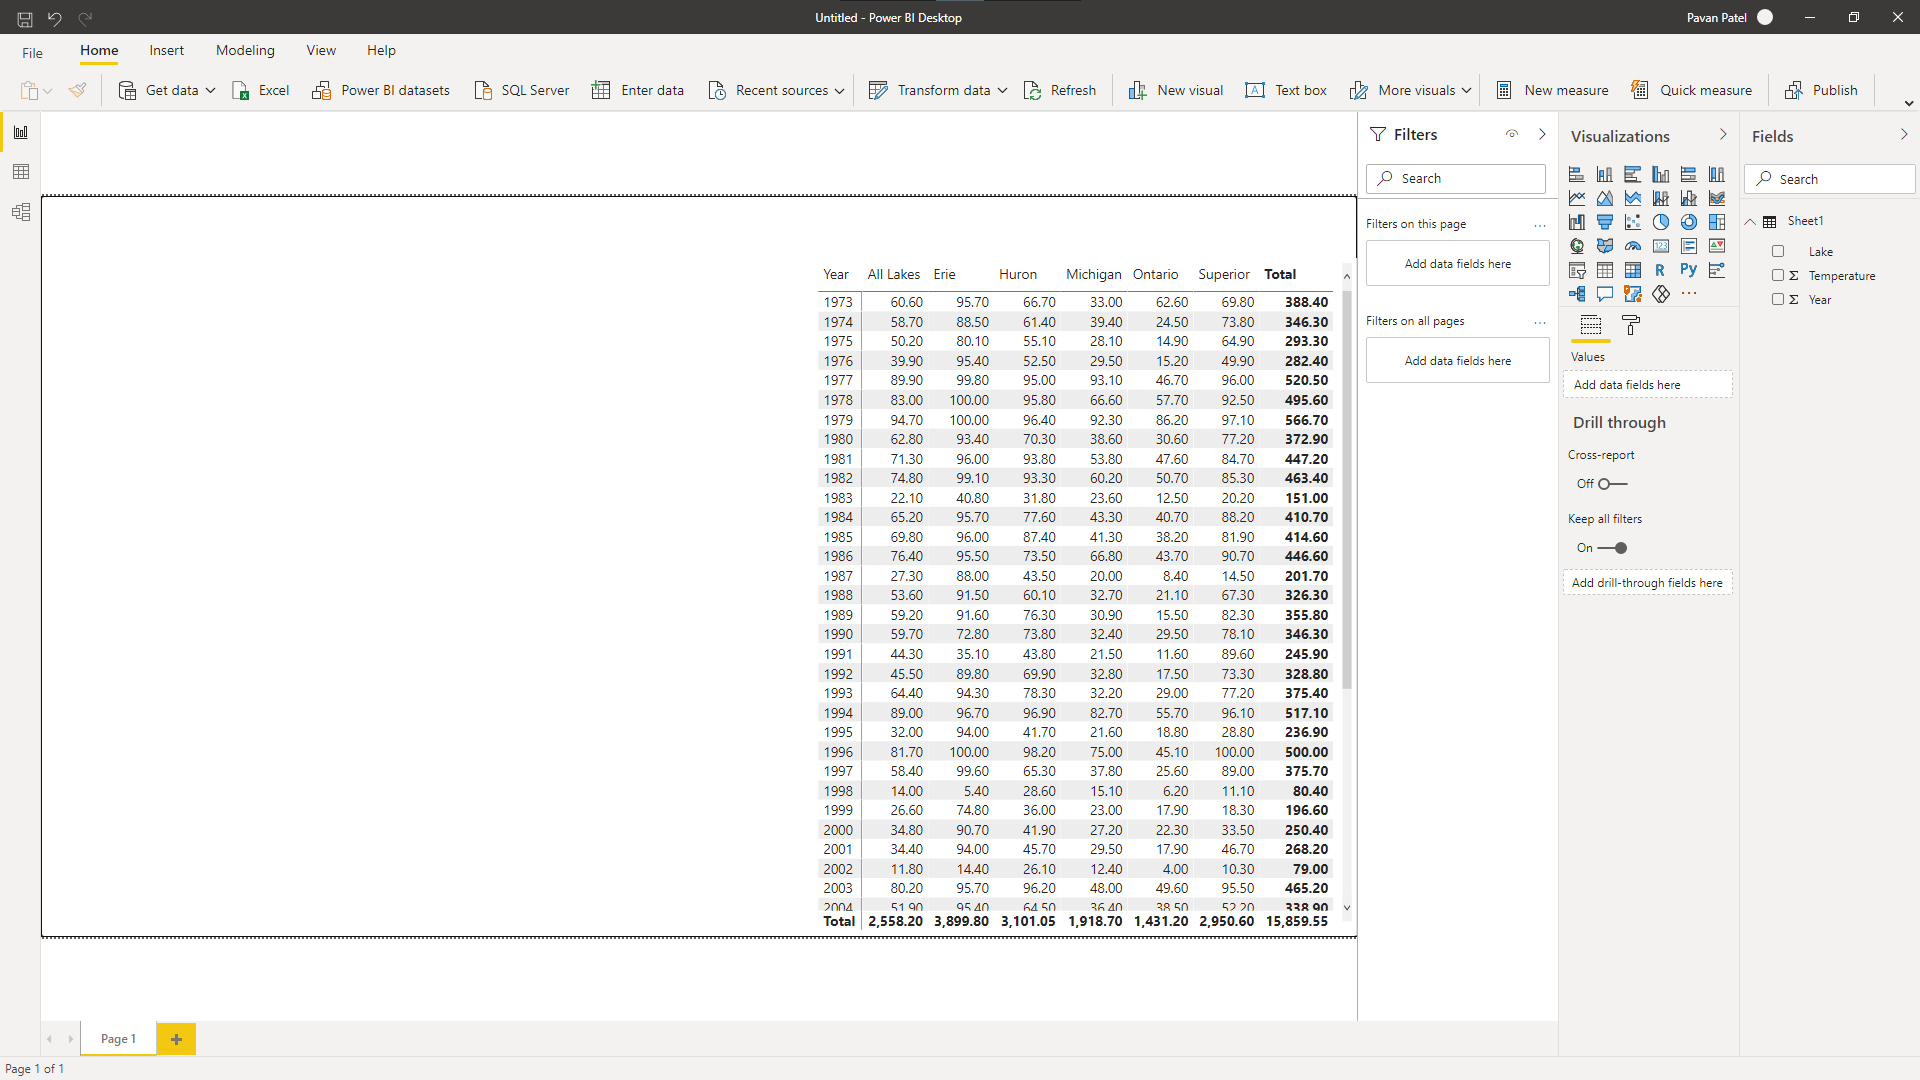 Untitled - Power BI Desktop
Pavan Patel
File Home Insert Modeling View Help
Get data Excel Power BI datasets SQL Server Enter data Recent sources Transform data Refresh New visual Text box More visuals New measure Quick measure Publish
Year All Lakes Erie Huron Michigan Ontario Superior Total
1973 60.60 95.70 66.70 33.00 62.60 69.80 388.40
1974 58.70 88.50 61.40 39.40 24.50 73.80 346.30
1975 50.20 80.10 55.10 28.10 14.90 64.90 293.30
1976 39.90 95.40 52.50 29.50 15.20 49.90 282.40
1977 89.90 99.80 95.00 93.10 46.70 96.00 520.50
1978 83.00 100.00 95.80 66.60 57.70 92.50 495.60
1979 94.70 100.00 96.40 92.30 86.20 97.10 566.70
1980 62.80 93.40 70.30 38.60 30.60 77.20 372.90
1981 71.30 96.00 93.80 53.80 47.60 84.70 447.20
1982 74.80 99.10 93.30 60.20 50.70 85.30 463.40
1983 22.10 40.80 31.80 23.60 12.50 20.20 151.00
1984 65.20 95.70 77.60 43.30 40.70 88.20 410.70
1985 69.80 96.00 87.40 41.30 38.20 81.90 414.60
1986 76.40 95.50 73.50 66.80 43.70 90.70 446.60
1987 27.30 88.00 43.50 20.00 8.40 14.50 201.70
1988 53.60 91.50 60.10 32.70 21.10 67.30 326.30
1989 59.20 91.60 76.30 30.90 15.50 82.30 355.80
1990 59.70 72.80 73.80 32.40 29.50 78.10 346.30
1991 44.30 35.10 43.80 21.50 11.60 89.60 245.90
1992 45.50 89.80 69.90 32.80 17.50 73.30 328.80
1993 64.40 94.30 78.30 32.20 29.00 77.20 375.40
1994 89.00 96.70 96.90 82.70 55.70 96.10 517.10
1995 32.00 94.00 41.70 21.60 18.80 28.80 236.90
1996 81.70 100.00 98.20 75.00 45.10 100.00 500.00
1997 58.40 99.60 65.30 37.80 25.60 89.00 375.70
1998 14.00 5.40 28.60 15.10 6.20 11.10 80.40
1999 26.60 74.80 36.00 23.00 17.90 18.30 196.60
2000 34.80 90.70 41.90 27.20 22.30 33.50 250.40
2001 34.40 94.00 45.70 29.50 17.90 46.70 268.20
2002 11.80 14.40 26.10 12.40 4.00 10.30 79.00
2003 80.20 95.70 96.20 48.00 49.60 95.50 465.20
2004 51.90 95.40 64.50 36.40 38.50 52.20 338.90
Total 2,558.20 3,899.80 3,101.05 1,918.70 1,431.20 2,950.60 15,859.55
Filters
Search
Filters on this page ...
Add data fields here
Filters on all pages ...
Add data fields here
Visualizations
123
R Py
...
Values
Add data fields here
Drill through
Cross-report
Off
Keep all filters
On
Add drill-through fields here
Fields
Search
Sheet1
Lake
Σ Temperature
Σ Year
Page 1 +
Page 1 of 1